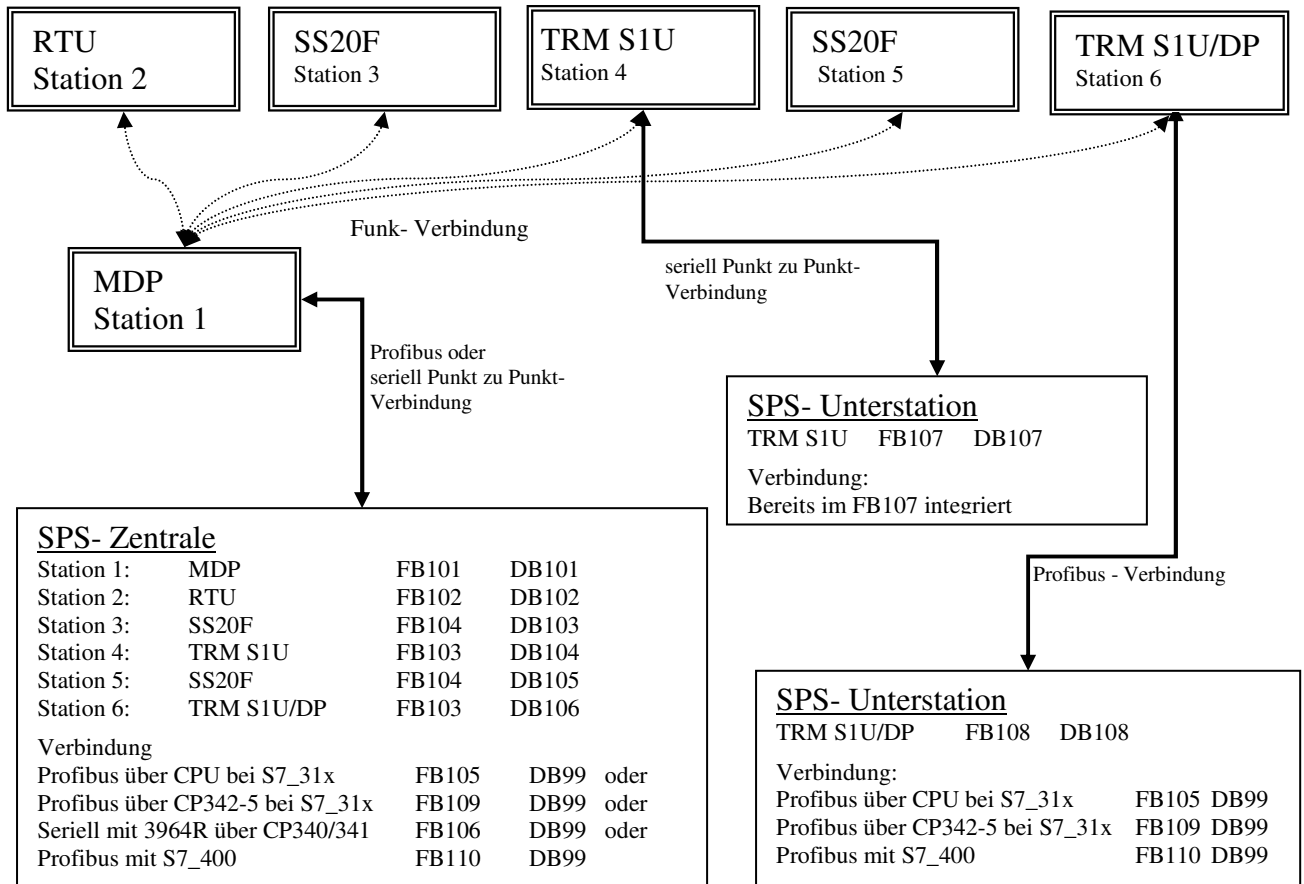 RTU
Station 2
SS20F
Station 3
TRM S1U
Station 4
SS20F
Station 5
TRM S1U/DP
Station 6
Funk- Verbindung
MDP
Station 1
seriell Punkt zu Punkt-
Verbindung
Profibus oder
seriell Punkt zu Punkt-
Verbindung
SPS- Unterstation
TRM S1U FB107 DB107
Verbindung:
Bereits im FB107 integriert
SPS- Zentrale
Station 1: MDP FB101 DB101
Station 2: RTU FB102 DB102
Station 3: SS20F FB104 DB103
Station 4: TRM S1U FB103 DB104
Station 5: SS20F FB104 DB105
Station 6: TRM S1U/DP FB103 DB106
Verbindung
Profibus über CPU bei S7_31x FB105 DB99 oder
Profibus über CP342-5 bei S7_31x FB109 DB99 oder
Seriell mit 3964R über CP340/341 FB106 DB99 oder
Profibus mit S7_400 FB110 DB99
Profibus - Verbindung
SPS- Unterstation
TRM S1U/DP FB108 DB108
Verbindung:
Profibus über CPU bei S7_31x FB105 DB99
Profibus über CP342-5 bei S7_31x FB109 DB99
Profibus mit S7_400 FB110 DB99